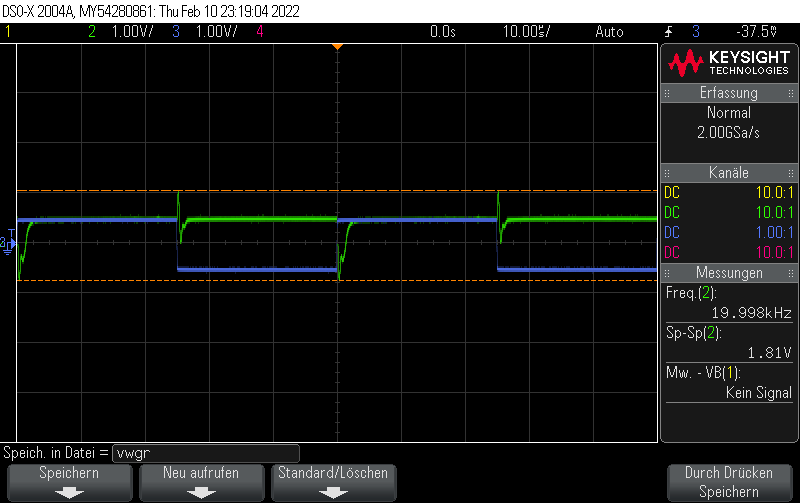 DSO-X 2004A, MY54280861: Thu Feb 10 23:19:04 2022
1 2 1.00V/ 3 1.00V/ 4 0.0s 10.00㎲/ Auto 3 -37.5㎷
KEYSIGHT
TECHNOLOGIES
Erfassung
Normal
2.00GSa/s
Kanäle
DC 10.0:1
DC 10.0:1
DC 1.00:1
DC 10.0:1
Messungen
Freq.(2):
19.998kHz
Sp-Sp(2):
1.81V
Mw. - VB(1):
Kein Signal
Speich. in Datei = vwgr
Speichern
Neu aufrufen
Standard/Löschen
Durch Drücken
Speichern